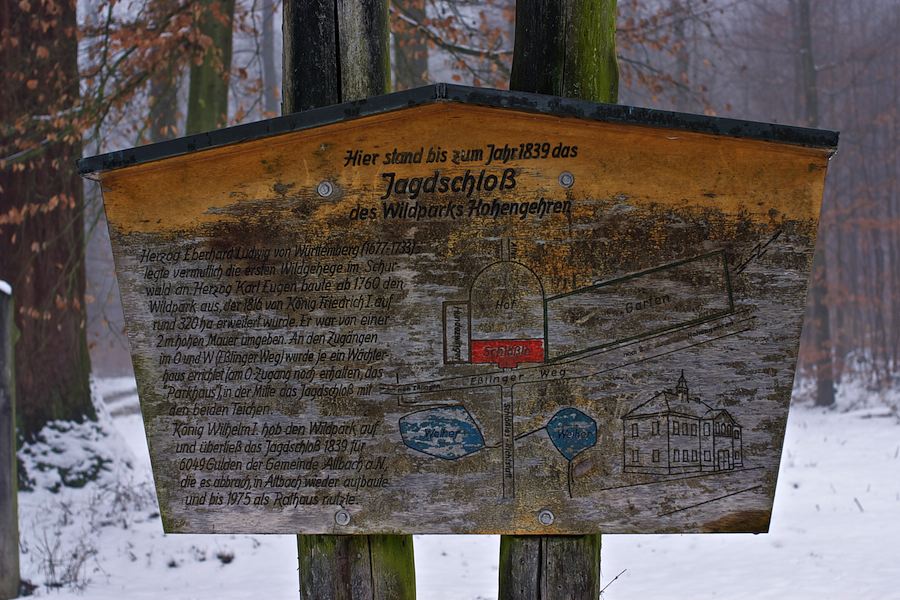 Hier stand bis zum Jahr 1839 das
Jagdschloß
des Wildparks Hohengehren
Herzog Eberhard Ludwig von Württemberg (1677-1733)
legte vermutlich die ersten Wildgehege im Schur-
wald an. Herzog Karl Eugen baute ab 1760 den
Wildpark aus, der 1816 von König Friedrich I. auf
rund 320 ha erweitert wurde. Er war von einer
2 m hohen Mauer umgeben. An den Zugängen
im O und W (Eßlinger Weg) wurde je ein Wächter-
haus errichtet (am O-Zugang noch erhalten, das
"Parkhaus"), in der Mitte das Jagdschloß mit
den beiden Teichen.
König Wilhelm I. hob den Wildpark auf
und überließ das Jagdschloß 1839 für
6049 Gulden der Gemeinde Altbach a.N.,
die es abbrach, in Altbach wieder aufbaute
und bis 1975 als Rathaus nutzte.
Hof
Garten
Schloß
Eßlinger Weg
Weiher
Weiher